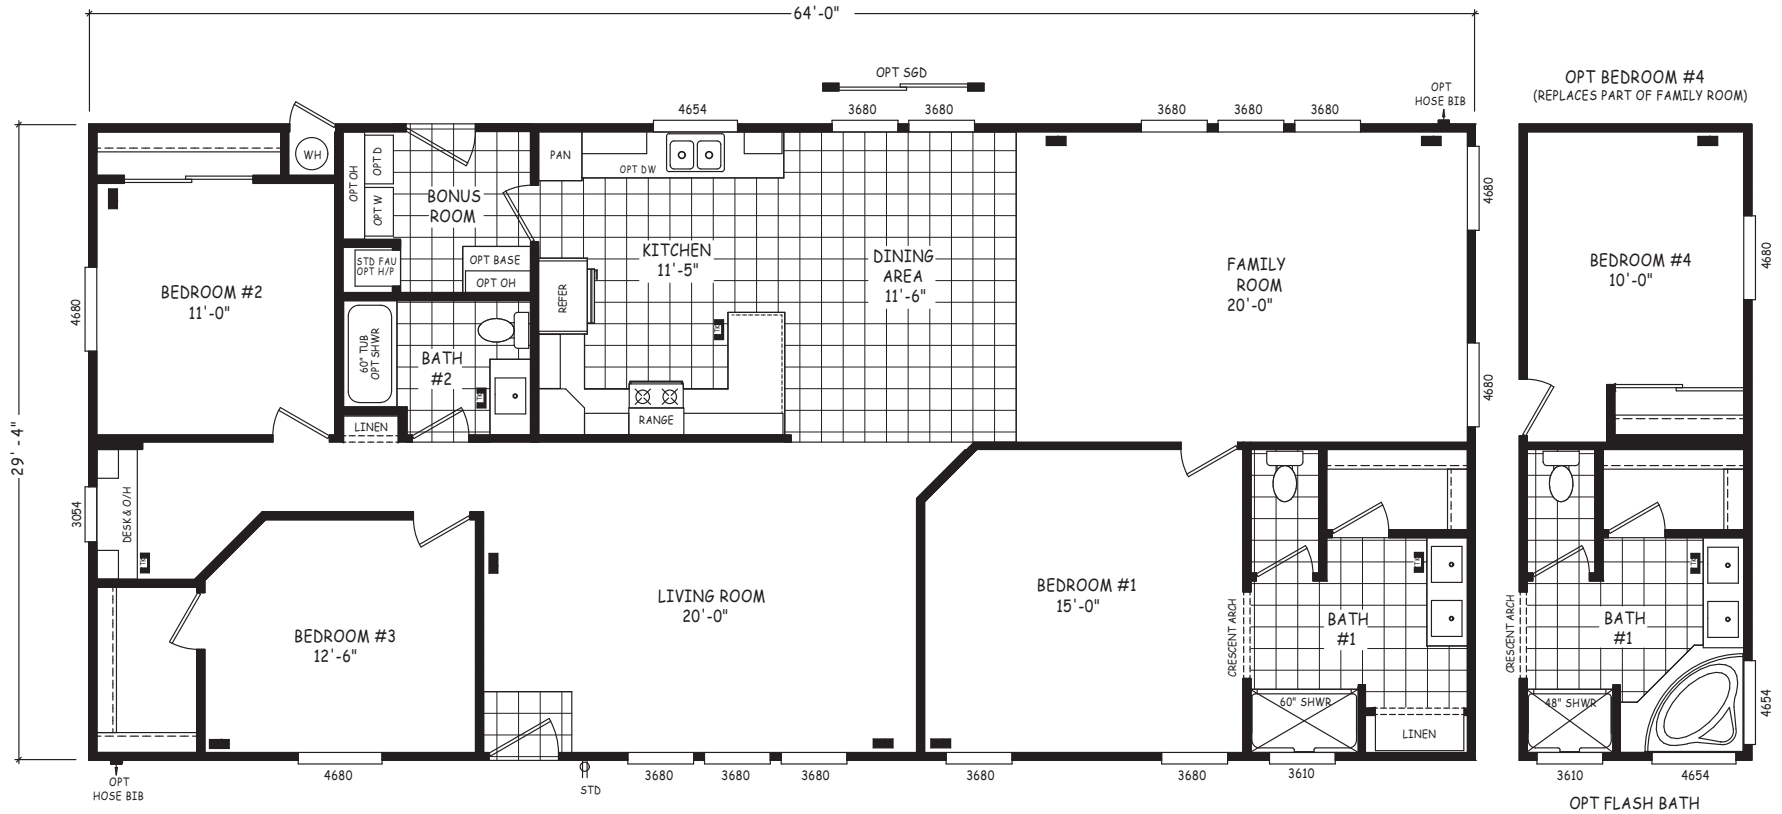 64'-0"
OPT SGD
OPT
HOSE BIB
OPT BEDROOM #4
(REPLACES PART OF FAMILY ROOM)
4654
3680
3680
3680
3680
3680
WH
OPT OH
OPT D
OPT W
BONUS
ROOM
PAN
OPT DW
STD FAU
OPT H/P
OPT BASE
OPT OH
KITCHEN
11'-5"
DINING
AREA
11'-6"
FAMILY
ROOM
20'-0"
4680
4680
BEDROOM #4
10'-0"
4680
BEDROOM #2
11'-0"
4680
REFER
60" TUB
OPT SHWR
BATH
#2
LINEN
RANGE
29'-4"
3054
DESK & O/H
BEDROOM #3
12'-6"
LIVING ROOM
20'-0"
BEDROOM #1
15'-0"
CRESCENT ARCH
BATH
#1
60" SHWR
LINEN
CRESCENT ARCH
BATH
#1
48" SHWR
4654
OPT
HOSE BIB
4680
STD
3680
3680
3680
3680
3680
3610
3610
4654
OPT FLASH BATH